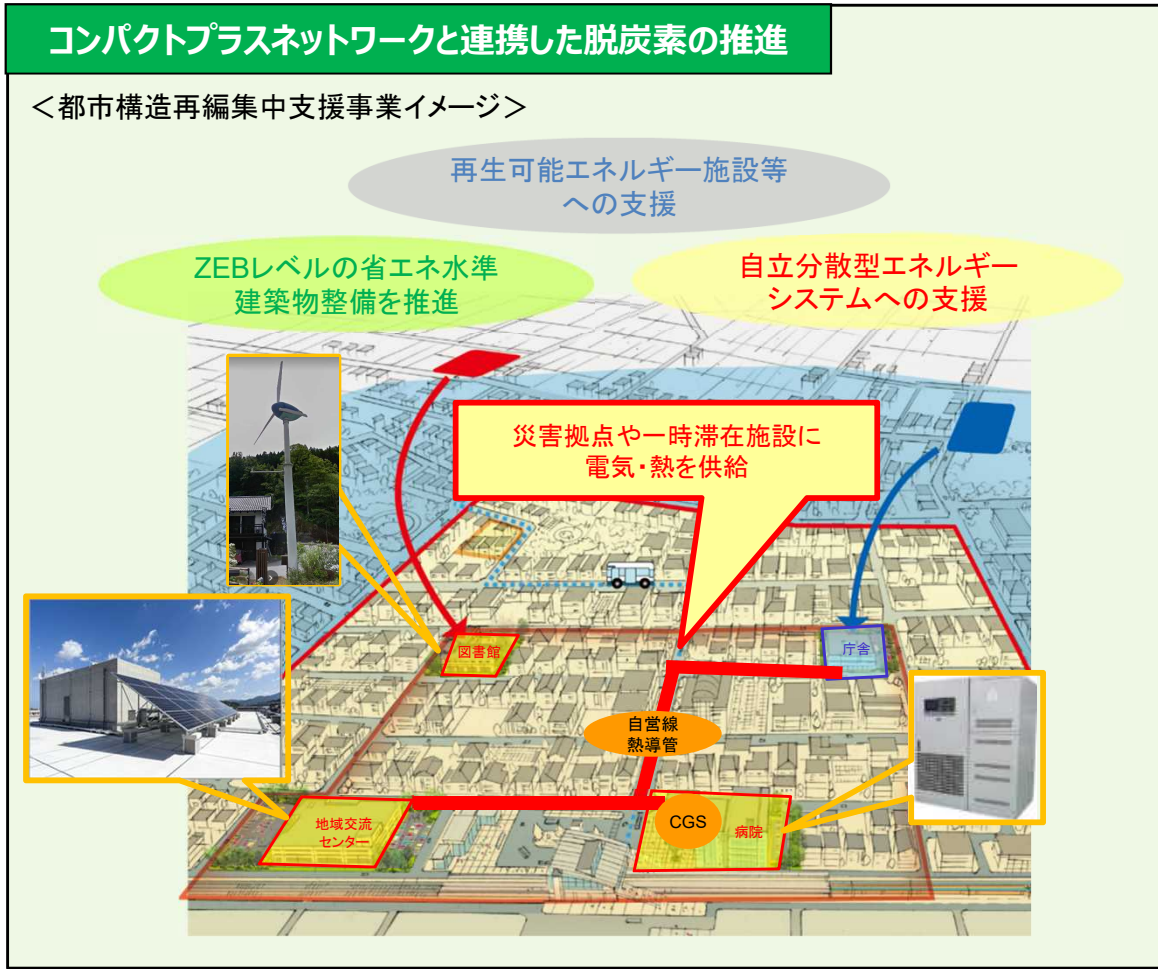 コンパクトプラスネットワークと連携した脱炭素の推進
＜都市構造再編集中支援事業イメージ＞
再生可能エネルギー施設等
への支援
ZEBレベルの省エネ水準
建築物整備を推進
自立分散型エネルギー
システムへの支援
災害拠点や一時滞在施設に
電気・熱を供給
図書館
庁舎
自営線
熱導管
地域交流
センター
CGS
病院